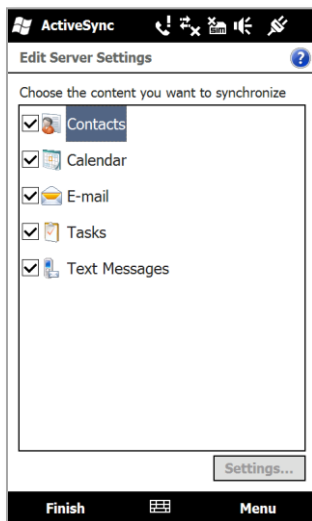 ActiveSync
Edit Server Settings
Choose the content you want to synchronize
Contacts
Calendar
E-mail
Tasks
Text Messages
Settings...
Finish Menu